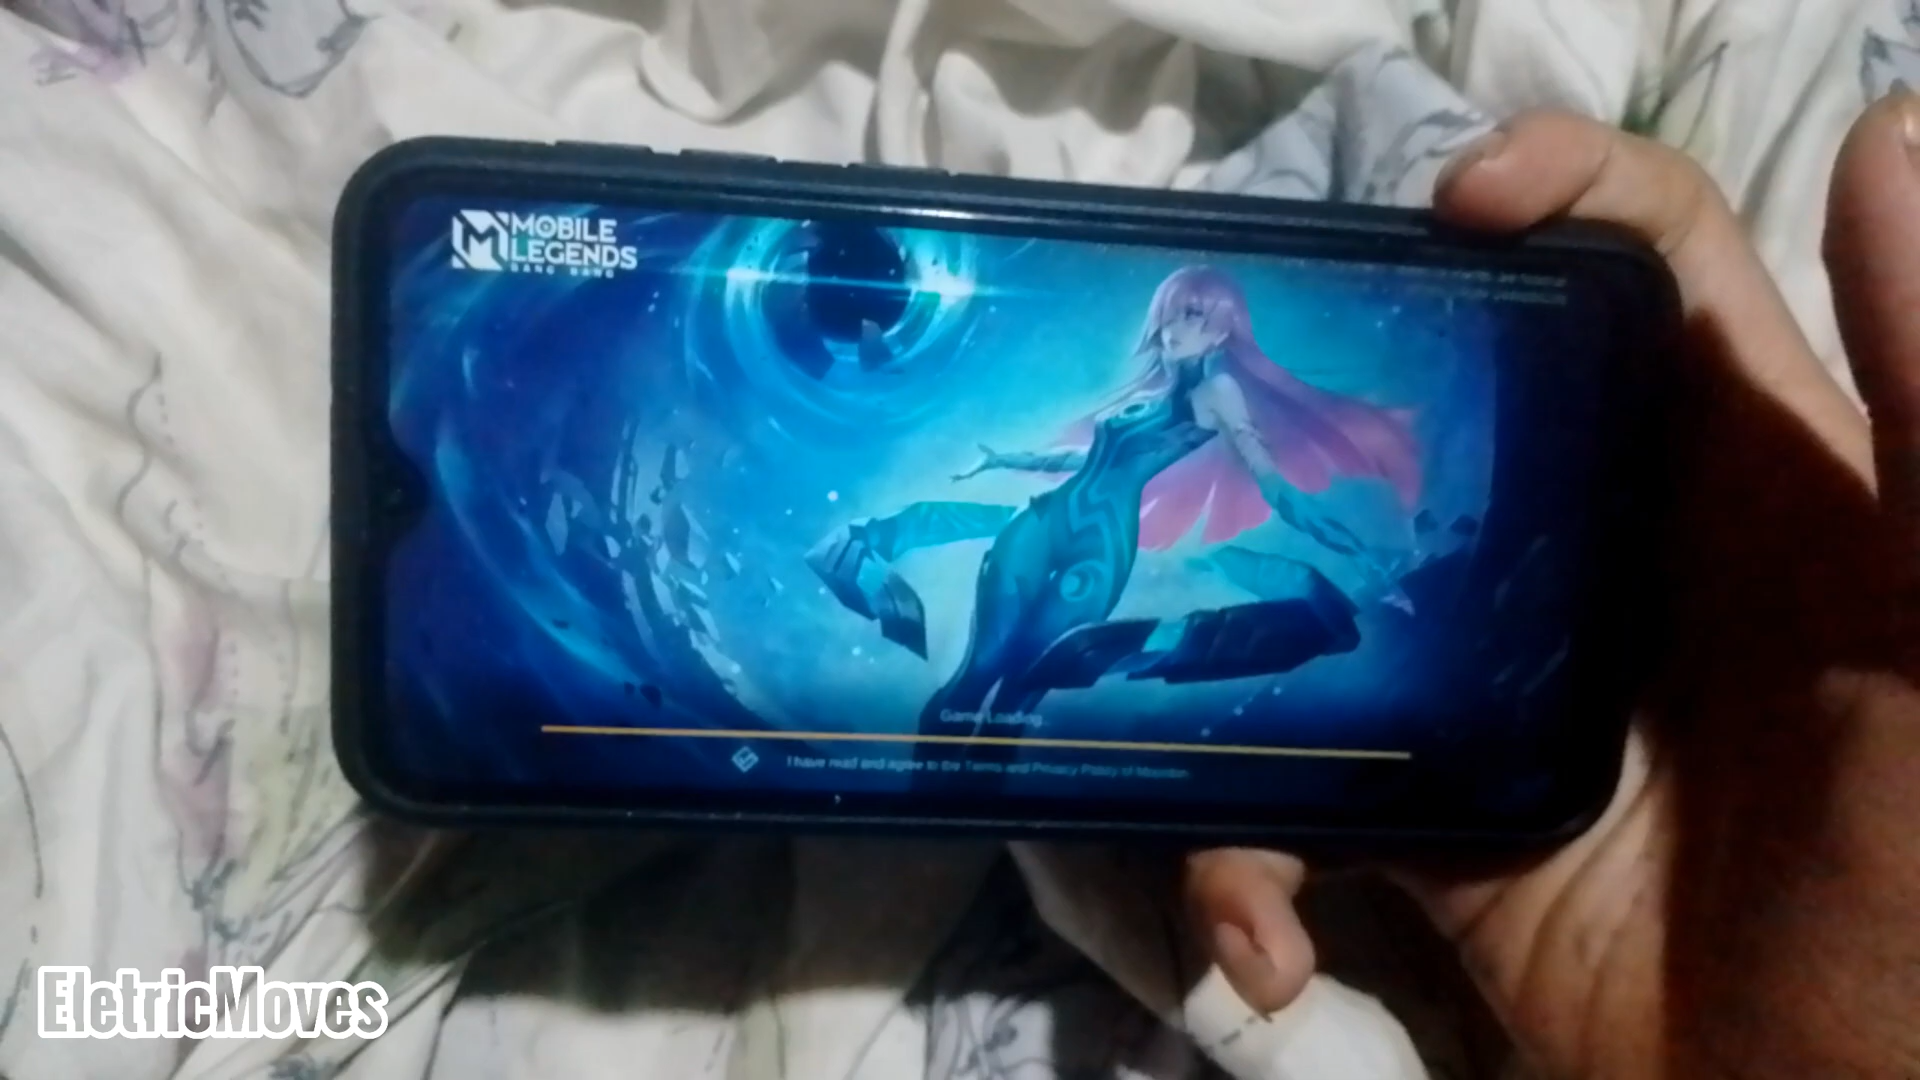 MOBILE
LEGENDS
BANG BANG
Game Loading..
I have read and agree to the Terms and Privacy Policy of Moonton.
EletricMoves